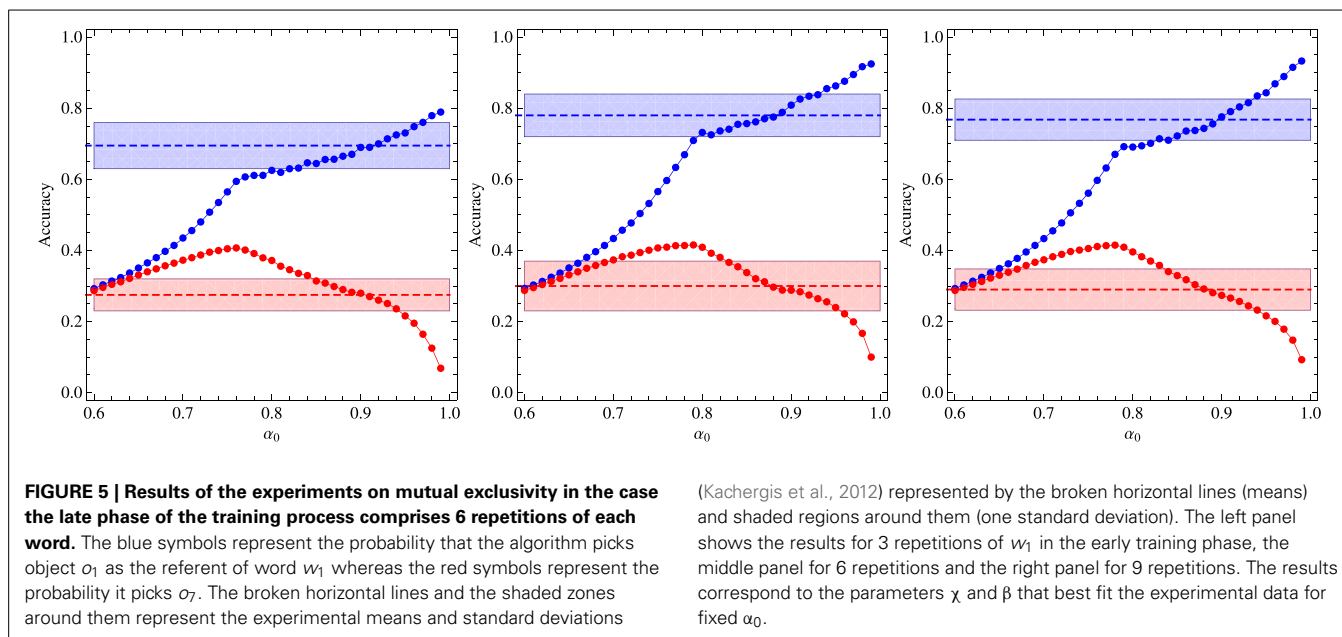 1.0
0.8
0.6
0.4
0.2
0.0
Accuracy
0.6 0.7 0.8 0.9 1.0
α0
1.0
0.8
0.6
0.4
0.2
0.0
Accuracy
0.6 0.7 0.8 0.9 1.0
α0
1.0
0.8
0.6
0.4
0.2
0.0
Accuracy
0.6 0.7 0.8 0.9 1.0
α0
FIGURE 5 | Results of the experiments on mutual exclusivity in the case
the late phase of the training process comprises 6 repetitions of each
word. The blue symbols represent the probability that the algorithm picks
object o1 as the referent of word w1 whereas the red symbols represent the
probability it picks o7. The broken horizontal lines and the shaded zones
around them represent the experimental means and standard deviations
(Kachergis et al., 2012) represented by the broken horizontal lines (means)
and shaded regions around them (one standard deviation). The left panel
shows the results for 3 repetitions of w1 in the early training phase, the
middle panel for 6 repetitions and the right panel for 9 repetitions. The results
correspond to the parameters χ and β that best fit the experimental data for
fixed α0.